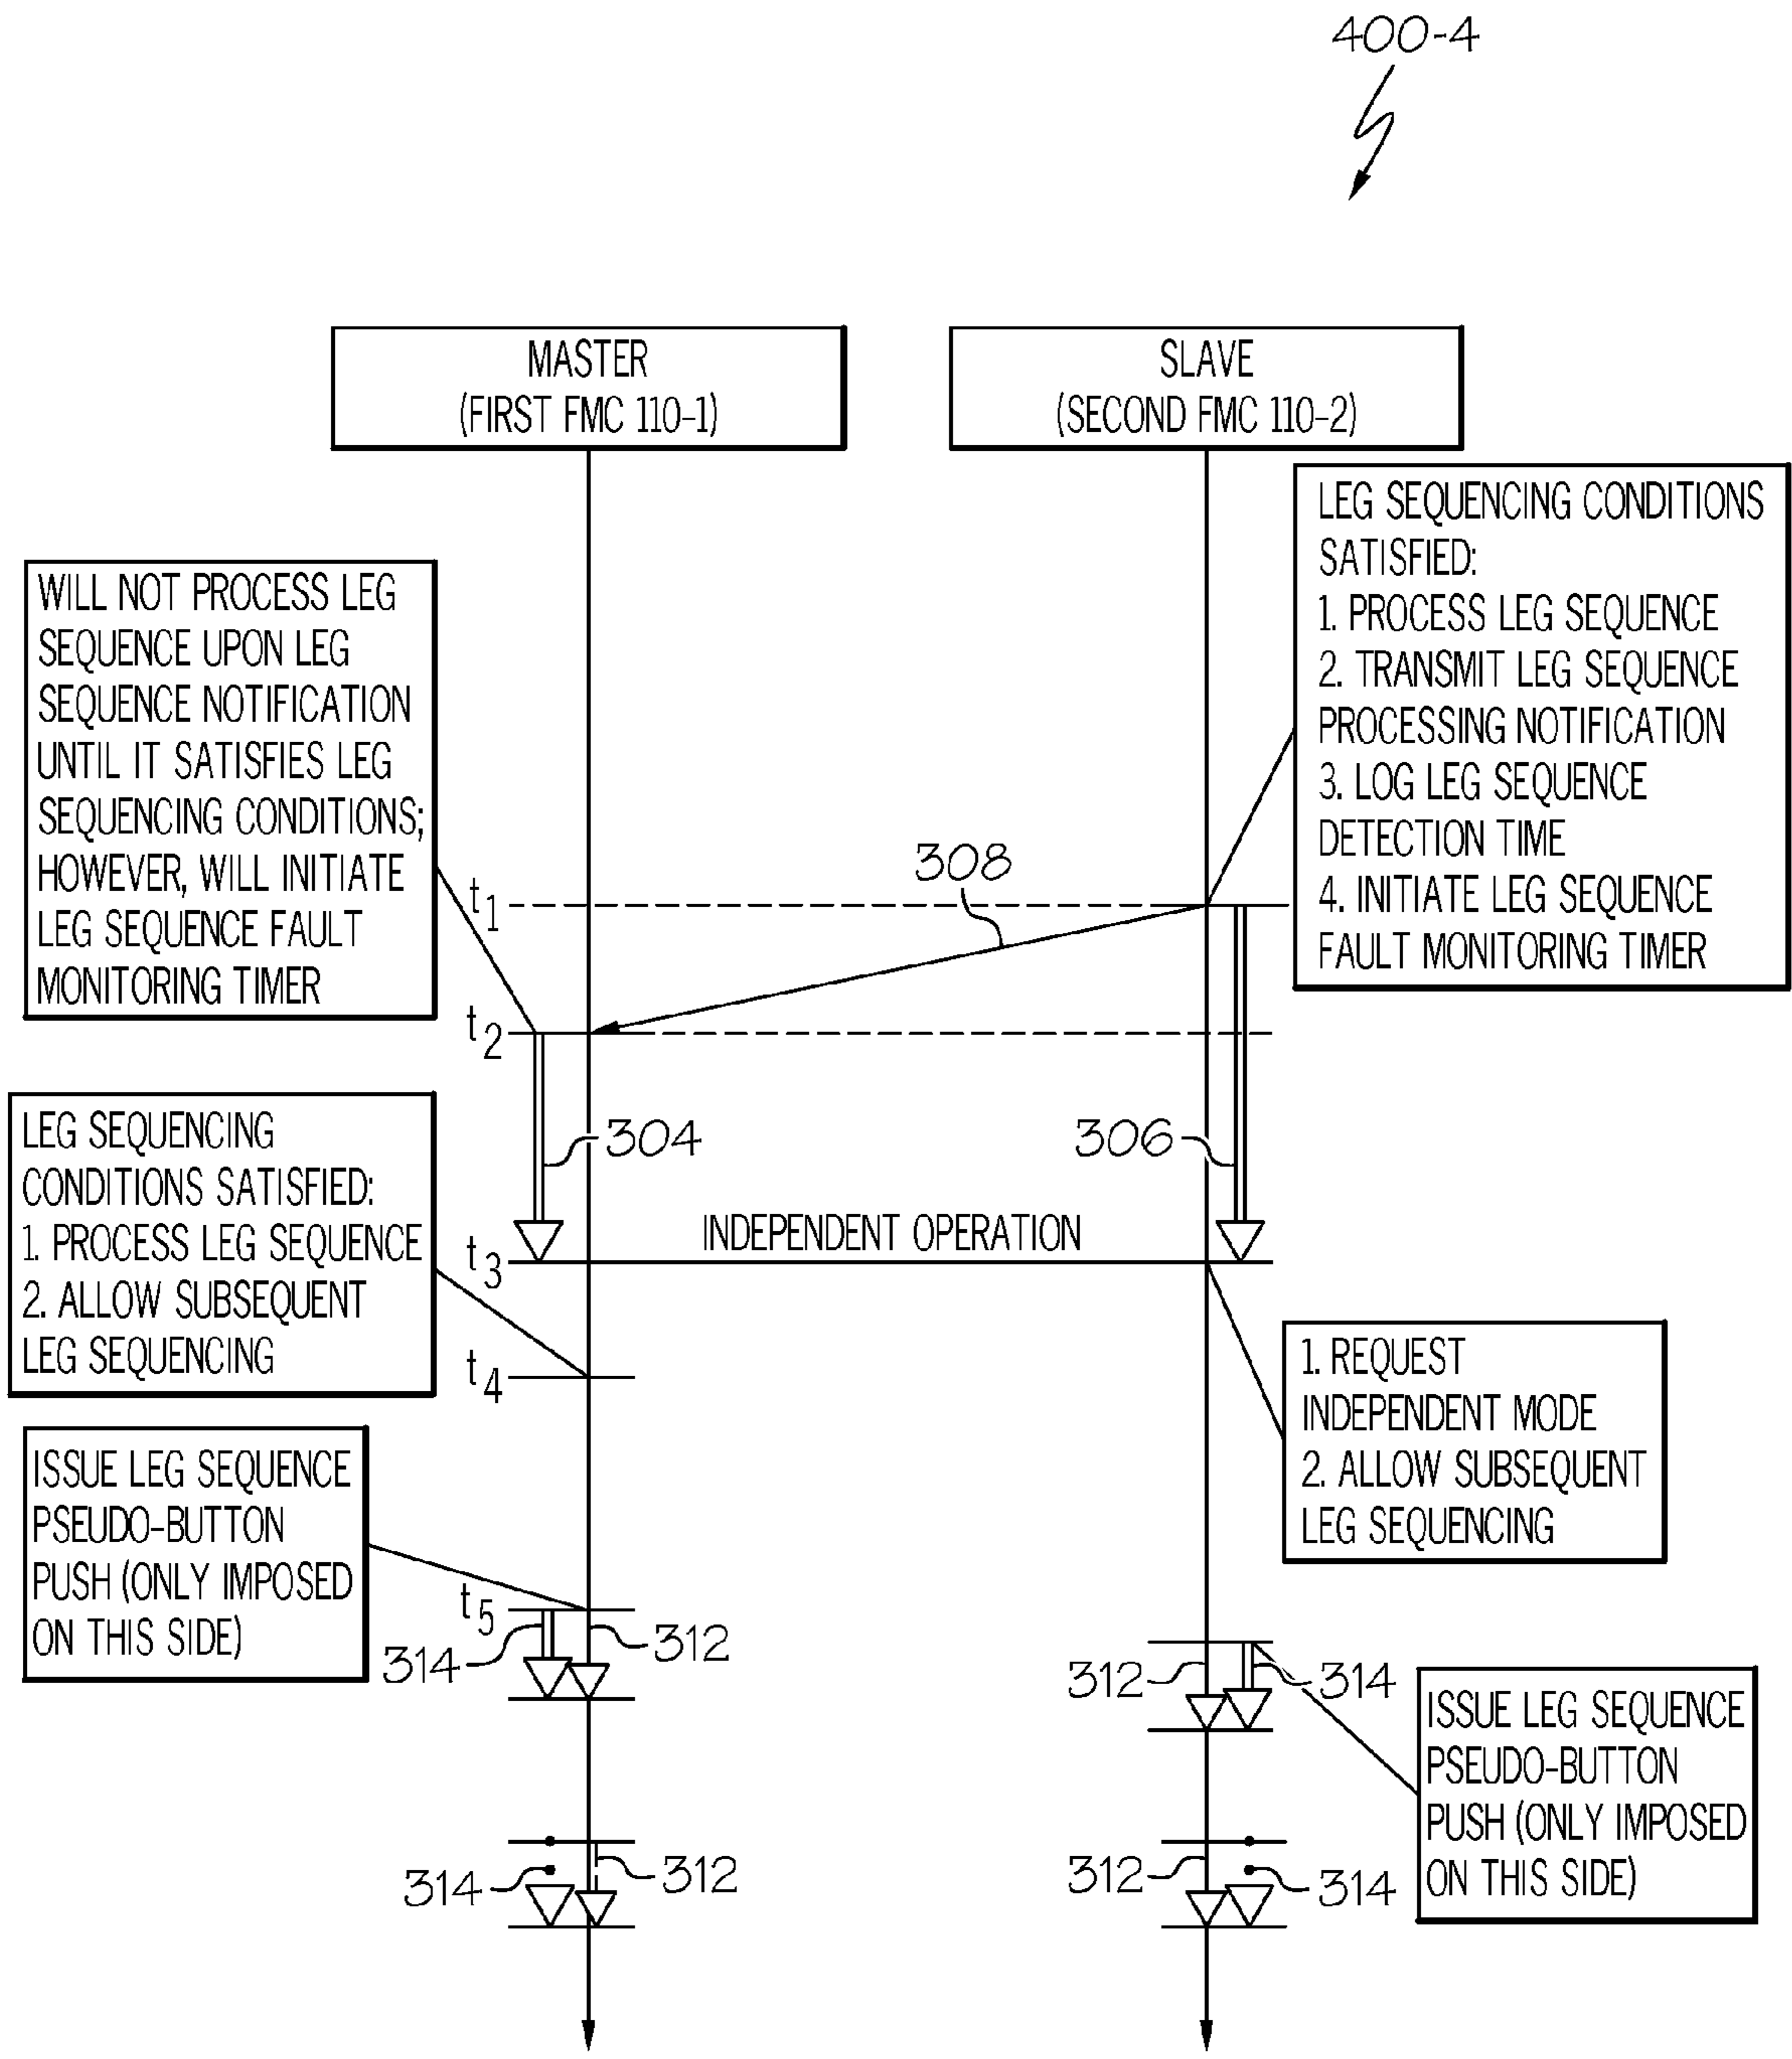 400-4
MASTER
(FIRST FMC 110-1)
SLAVE
(SECOND FMC 110-2)
LEG SEQUENCING CONDITIONS
SATISFIED:
1. PROCESS LEG SEQUENCE
2. TRANSMIT LEG SEQUENCE
PROCESSING NOTIFICATION
3. LOG LEG SEQUENCE
DETECTION TIME
4. INITIATE LEG SEQUENCE
FAULT MONITORING TIMER
WILL NOT PROCESS LEG
SEQUENCE UPON LEG
SEQUENCE NOTIFICATION
UNTIL IT SATISFIES LEG
SEQUENCING CONDITIONS;
HOWEVER, WILL INITIATE
LEG SEQUENCE FAULT
MONITORING TIMER
308
t1
t2
304
306
LEG SEQUENCING
CONDITIONS SATISFIED:
1. PROCESS LEG SEQUENCE
2. ALLOW SUBSEQUENT
LEG SEQUENCING
INDEPENDENT OPERATION
t3
t4
1. REQUEST
INDEPENDENT MODE
2. ALLOW SUBSEQUENT
LEG SEQUENCING
ISSUE LEG SEQUENCE
PSEUDO-BUTTON
PUSH (ONLY IMPOSED
ON THIS SIDE)
t5
314
312
312
314
ISSUE LEG SEQUENCE
PSEUDO-BUTTON
PUSH (ONLY IMPOSED
ON THIS SIDE)
314
312
312
314